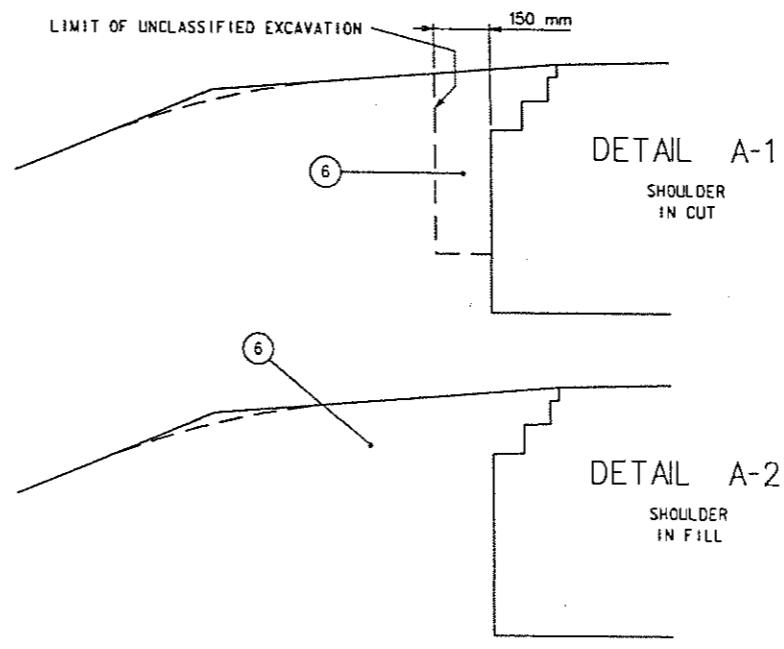 LIMIT OF UNCLASSIFIED EXCAVATION
150 mm
6
DETAIL A-1
SHOULDER
IN CUT
6
DETAIL A-2
SHOULDER
IN FILL